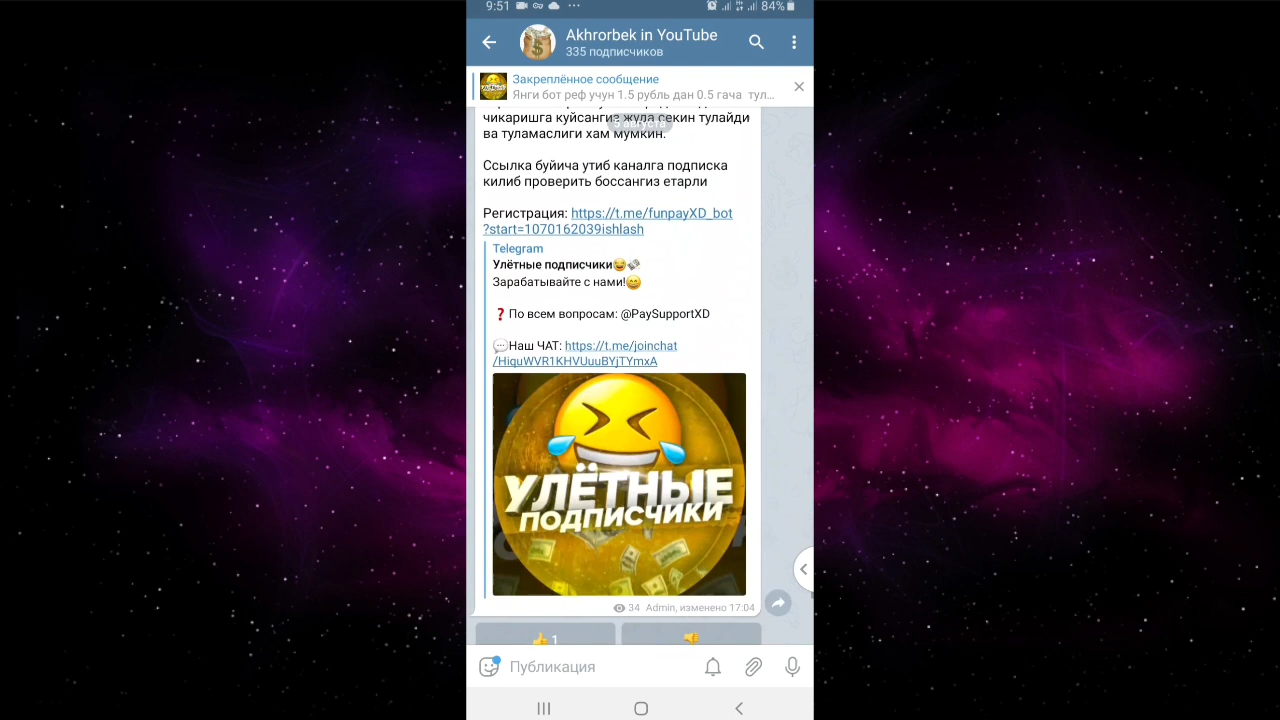 9:51
84%
Akhrorbek in YouTube
335 подписчиков
Закреплённое сообщение
Янги бот реф учун 1.5 рубль дан 0.5 гача тул...
чикаришга куйсангиз жуда секин тулайди
августа
ва туламаслиги хам мумкин.
Ссылка буйича утиб каналга подписка
килиб проверить боссангиз етарли
Регистрация: https://t.me/funpayXD_bot
?start=1070162039ishlash
Telegram
Улётные подписчики😂💸
Зарабатывайте с нами!😄
❓По всем вопросам: @PaySupportXD
💬Наш ЧАТ: https://t.me/joinchat
/HiquWVR1KHVUuuBYjTYmxA
УЛЁТНЫЕ
ПОДПИСЧИКИ
34 Admin, изменено 17:04
👍1
👎
Публикация